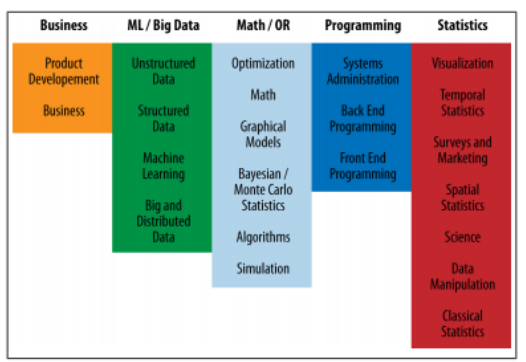 Business
ML / Big Data
Math / OR
Programming
Statistics
Product
Developement
Business
Unstructured
Data
Structured
Data
Machine
Learning
Big and
Distributed
Data
Optimization
Math
Graphical
Models
Bayesian /
Monte Carlo
Statistics
Algorithms
Simulation
Systems
Administration
Back End
Programming
Front End
Programming
Visualization
Temporal
Statistics
Surveys and
Marketing
Spatial
Statistics
Science
Data
Manipulation
Classical
Statistics